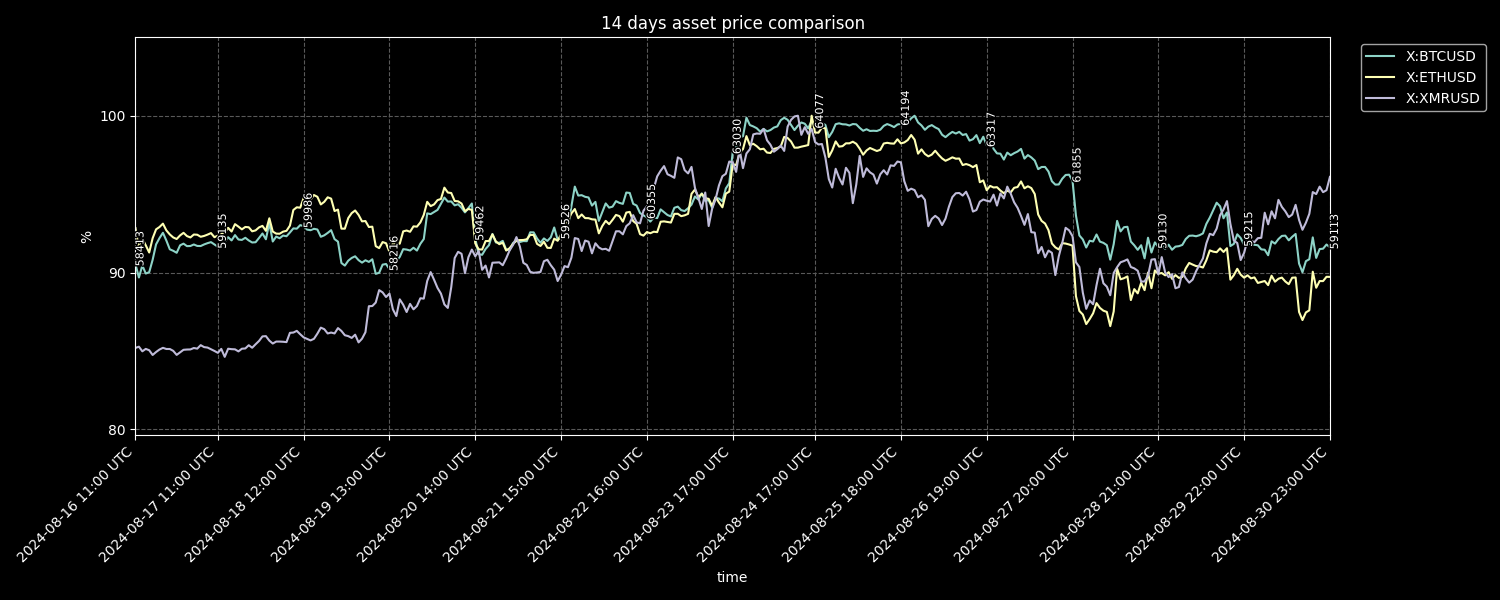 14 days asset price comparison
X:BTCUSD
X:ETHUSD
X:XMRUSD
100
90
80
%
58413
59135
59986
58216
59462
59526
60355
63030
64077
64194
63317
61855
59130
59215
59113
2024-08-16 11:00 UTC
2024-08-17 11:00 UTC
2024-08-18 12:00 UTC
2024-08-19 13:00 UTC
2024-08-20 14:00 UTC
2024-08-21 15:00 UTC
2024-08-22 16:00 UTC
2024-08-23 17:00 UTC
2024-08-24 17:00 UTC
2024-08-25 18:00 UTC
2024-08-26 19:00 UTC
2024-08-27 20:00 UTC
2024-08-28 21:00 UTC
2024-08-29 22:00 UTC
2024-08-30 23:00 UTC
time